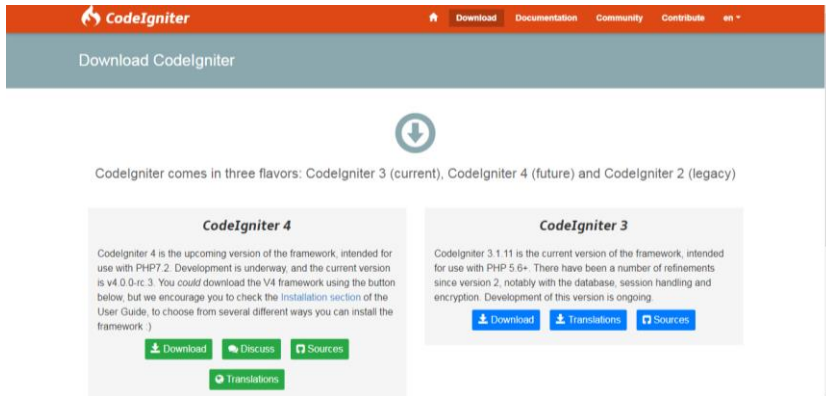 CodeIgniter
Download Documentation Community Contribute en
Download CodeIgniter
CodeIgniter comes in three flavors: CodeIgniter 3 (current), CodeIgniter 4 (future) and CodeIgniter 2 (legacy)
CodeIgniter 4
CodeIgniter 4 is the upcoming version of the framework, intended for
use with PHP7.2. Development is underway, and the current version
is v4.0.0-rc.3. You could download the V4 framework using the button
below, but we encourage you to check the Installation section of the
User Guide, to choose from several different ways you can install the
framework :)
Download Discuss Sources
Translations
CodeIgniter 3
CodeIgniter 3.1.11 is the current version of the framework, intended
for use with PHP 5.6+. There have been a number of refinements
since version 2, notably with the database, session handling and
encryption. Development of this version is ongoing.
Download Translations Sources